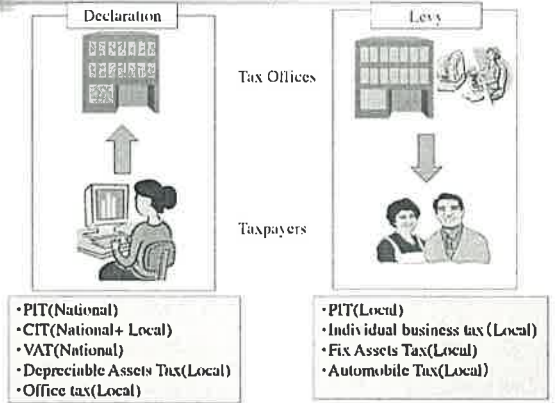 Declaration
Levy
Tax Offices
Taxpayers
•PIT(National)
•CIT(National+ Local)
•VAT(National)
•Depreciable Assets Tax(Local)
•Office tax(Local)
•PIT(Local)
•Individual business tax (Local)
•Fix Assets Tax(Local)
•Automobile Tax(Local)